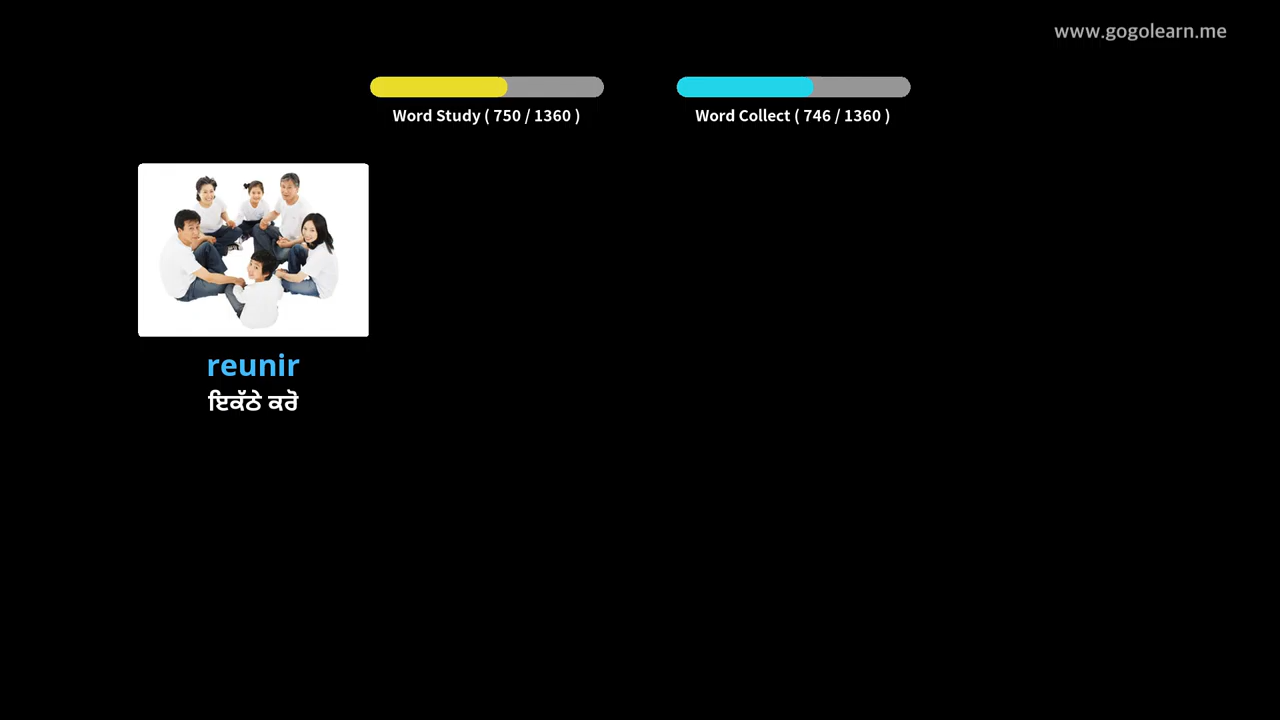 www.gogolearn.me
Word Study ( 750 / 1360 )
Word Collect ( 746 / 1360 )
reunir
ਇਕੱਠੇ ਕਰੋ